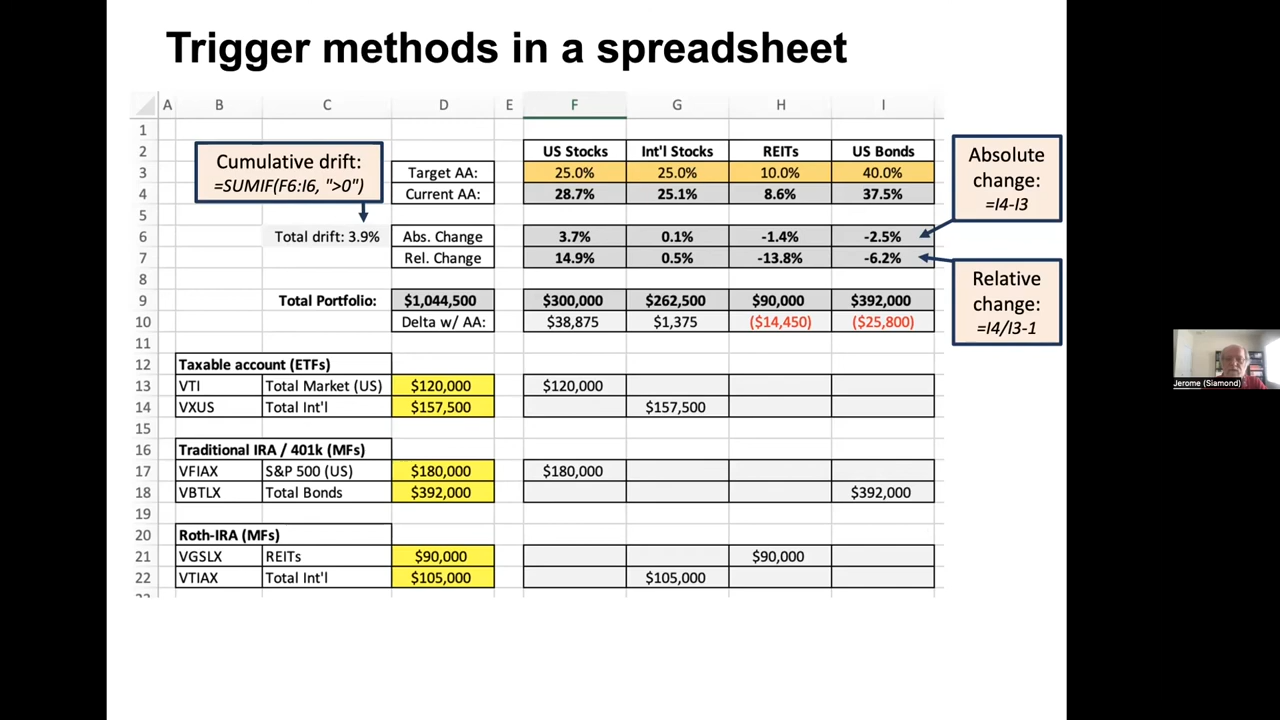 Trigger methods in a spreadsheet
A B C D E F G H I
1
2 US Stocks Int'l Stocks REITs US Bonds
3 Target AA: 25.0% 25.0% 10.0% 40.0%
4 Current AA: 28.7% 25.1% 8.6% 37.5%
5
6 Total drift: 3.9% Abs. Change 3.7% 0.1% -1.4% -2.5%
7 Rel. Change 14.9% 0.5% -13.8% -6.2%
8
9 Total Portfolio: $1,044,500 $300,000 $262,500 $90,000 $392,000
10 Delta w/ AA: $38,875 $1,375 ($14,450) ($25,800)
11
12 Taxable account (ETFs)
13 VTI Total Market (US) $120,000 $120,000
14 VXUS Total Int'l $157,500 $157,500
15
16 Traditional IRA / 401k (MFs)
17 VFIAX S&P 500 (US) $180,000 $180,000
18 VBTLX Total Bonds $392,000 $392,000
19
20 Roth-IRA (MFs)
21 VGSLX REITs $90,000 $90,000
22 VTIAX Total Int'l $105,000 $105,000
Cumulative drift:
=SUMIF(F6:I6, ">0")
Absolute
change:
=I4-I3
Relative
change:
=I4/I3-1
Jerome (Siamond)